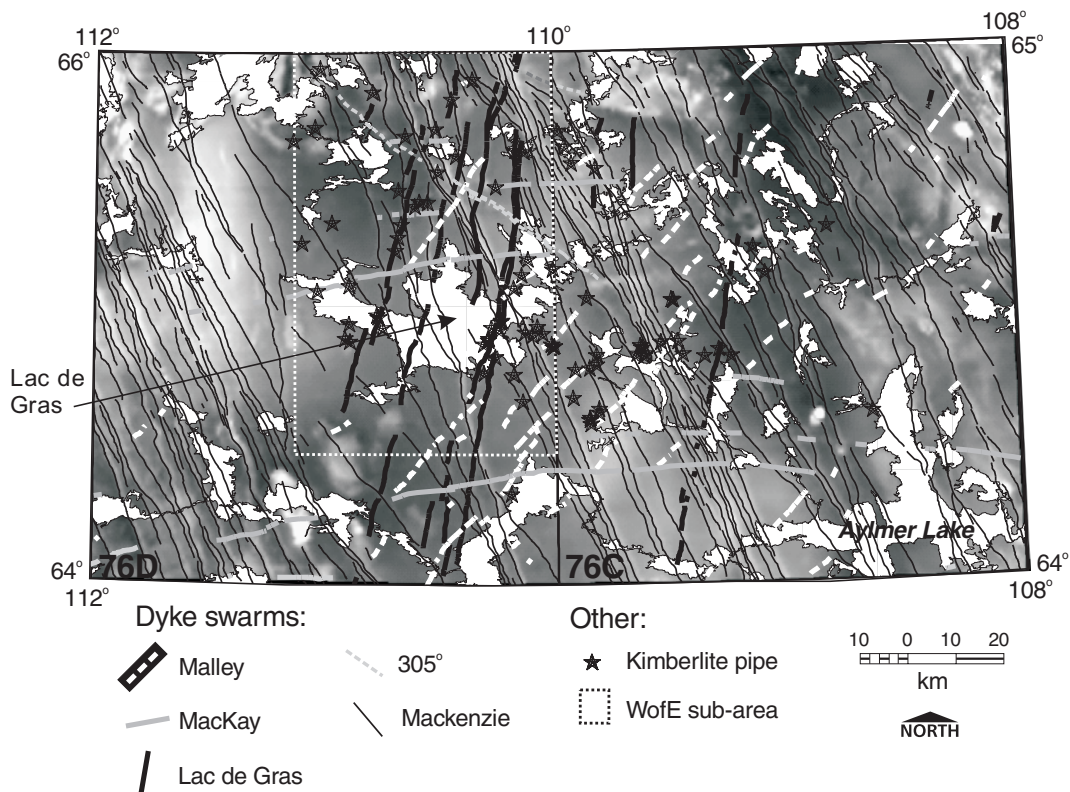 112°
110°
108°
66°
65°
Lac de
Gras
Aylmer Lake
64°
76D
76C
64°
112°
108°
Dyke swarms:
Other:
Malley
305°
Kimberlite pipe
10 0 10 20
km
MacKay
Mackenzie
WofE sub-area
NORTH
Lac de Gras